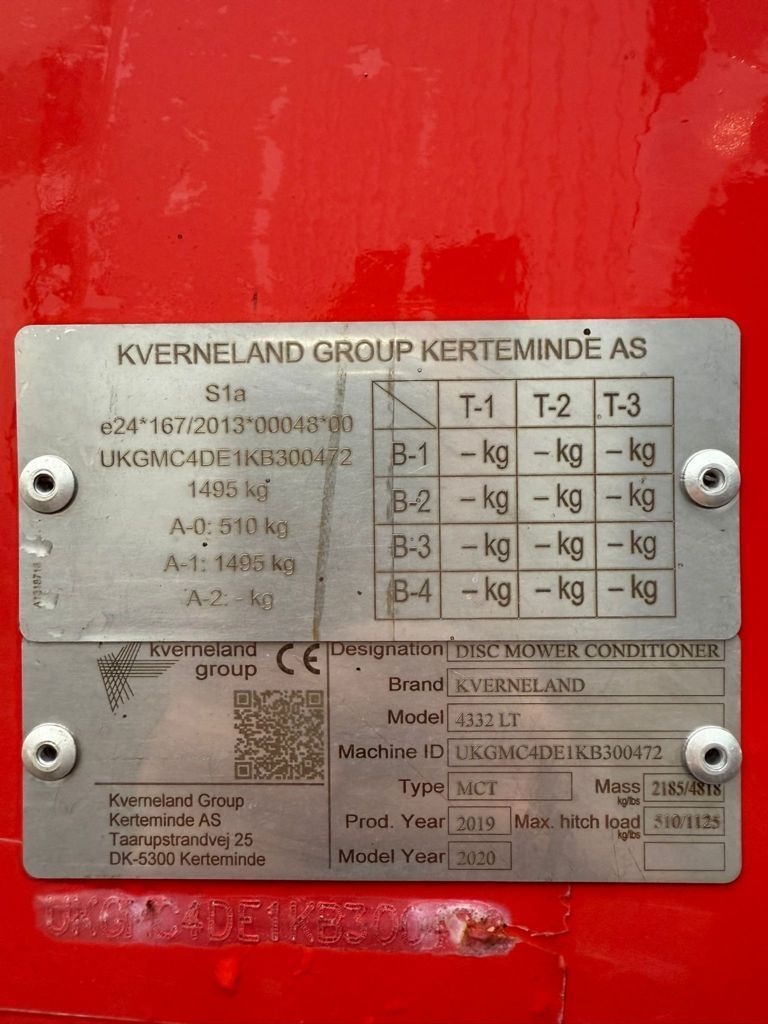 KVERNELAND GROUP KERTEMINDE AS
S1a
e24*167/2013*00048*00
UKGMC4DE1KB300472
1495 kg
A-0: 510 kg
A-1: 1495 kg
A-2: - kg
T-1 T-2 T-3
B-1 – kg – kg – kg
B-2 – kg – kg – kg
B-3 – kg – kg – kg
B-4 – kg – kg – kg
kverneland
group
CE
Designation DISC MOWER CONDITIONER
Brand KVERNELAND
Model 4332 LT
Machine ID UKGMC4DE1KB300472
Type MCT Mass kg/lbs 2185/4818
Prod. Year 2019 Max. hitch load kg/lbs 510/1125
Model Year 2020
Kverneland Group
Kerteminde AS
Taarupstrandvej 25
DK-5300 Kerteminde